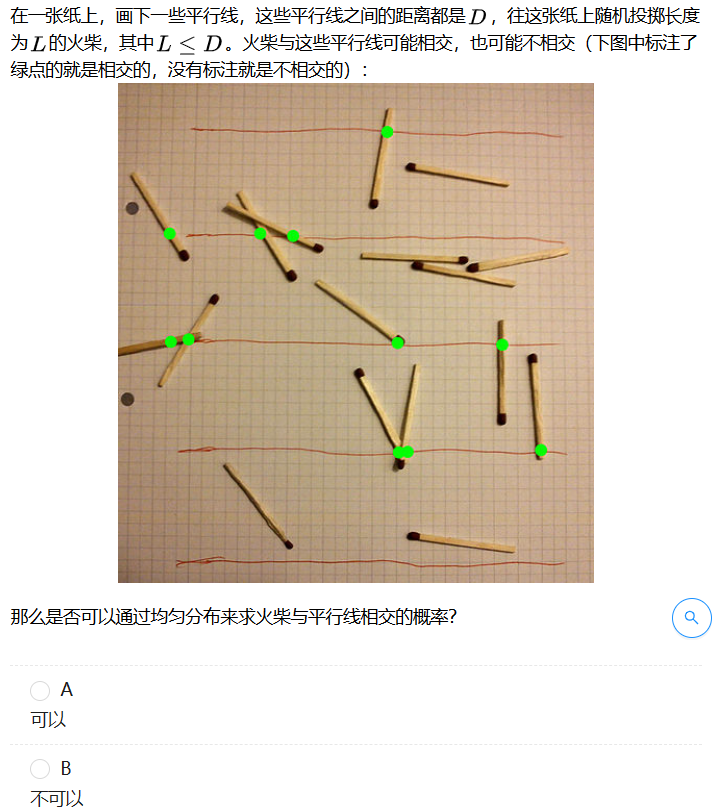 在一张纸上，画下一些平行线，这些平行线之间的距离都是D，往这张纸上随机投掷长度
为L的火柴，其中L ≤ D。火柴与这些平行线可能相交，也可能不相交（下图中标注了
绿点的就是相交的，没有标注就是不相交的）：
那么是否可以通过均匀分布来求火柴与平行线相交的概率？
A
可以
B
不可以